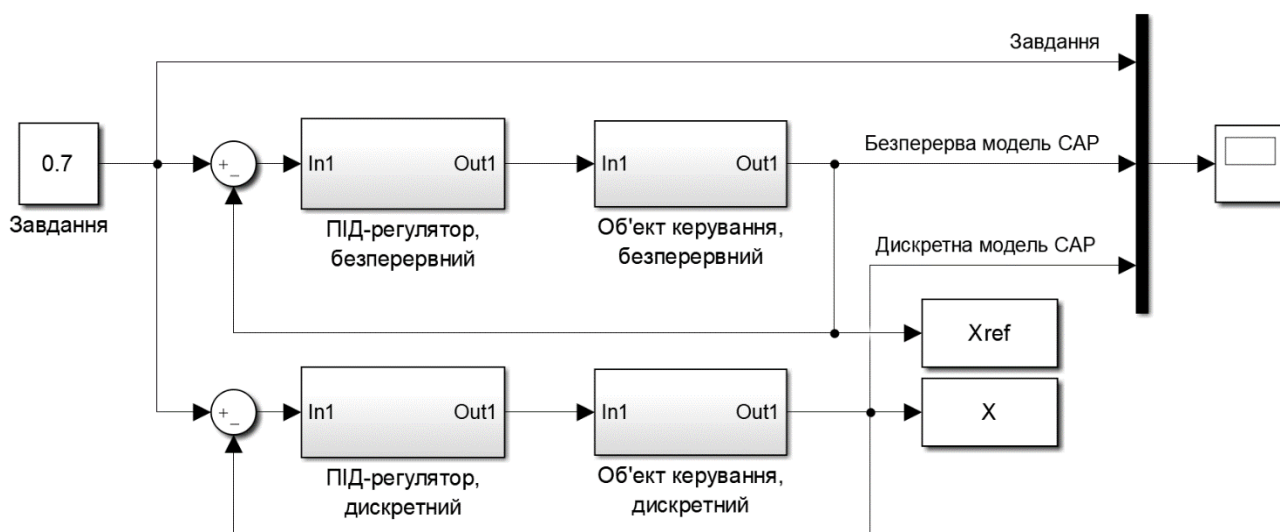 Завдання
0.7
+
−
In1
Out1
In1
Out1
Безперерва модель САР
Завдання
ПІД-регулятор,
безперервний
Об'єкт керування,
безперервний
Дискретна модель САР
Xref
+
−
In1
Out1
In1
Out1
X
ПІД-регулятор,
дискретний
Об'єкт керування,
дискретний